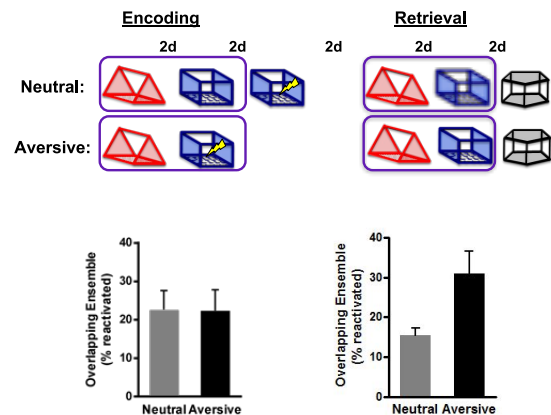 Encoding
Retrieval
2d 2d 2d 2d 2d
Neutral:
Aversive:
Overlapping Ensemble
(% reactivated)
40
30
20
10
0
Neutral Aversive
Overlapping Ensemble
(% reactivated)
40
30
20
10
0
Neutral Aversive